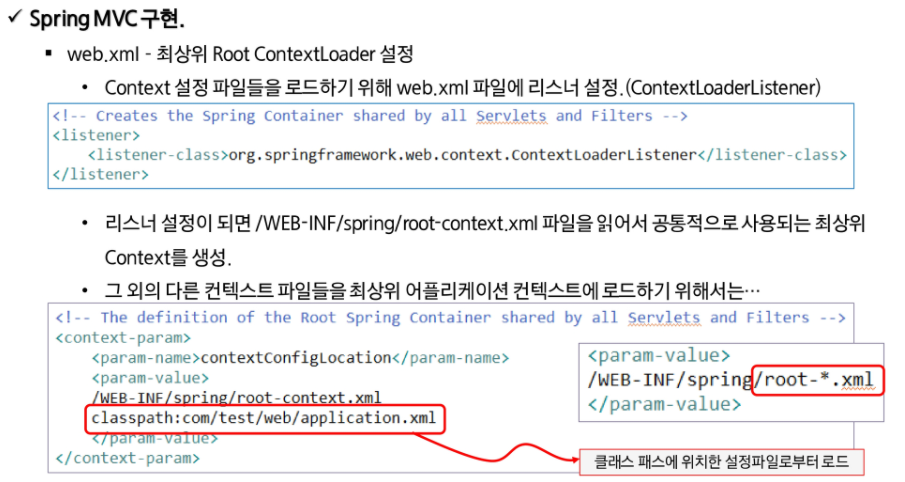 ✓ Spring MVC 구현.
▪ web.xml - 최상위 Root ContextLoader 설정
• Context 설정 파일들을 로드하기 위해 web.xml 파일에 리스너 설정.(ContextLoaderListener)
<!-- Creates the Spring Container shared by all Servlets and Filters -->
<listener>
<listener-class>org.springframework.web.context.ContextLoaderListener</listener-class>
</listener>
• 리스너 설정이 되면 /WEB-INF/spring/root-context.xml 파일을 읽어서 공통적으로 사용되는 최상위
Context를 생성.
• 그 외의 다른 컨텍스트 파일들을 최상위 어플리케이션 컨텍스트에 로드하기 위해서는…
<!-- The definition of the Root Spring Container shared by all Servlets and Filters -->
<context-param>
<param-name>contextConfigLocation</param-name>
<param-value>
/WEB-INF/spring/root-context.xml
classpath:com/test/web/application.xml
</param-value>
</context-param>
<param-value>
/WEB-INF/spring/root-*.xml
</param-value>
클래스 패스에 위치한 설정파일로부터 로드